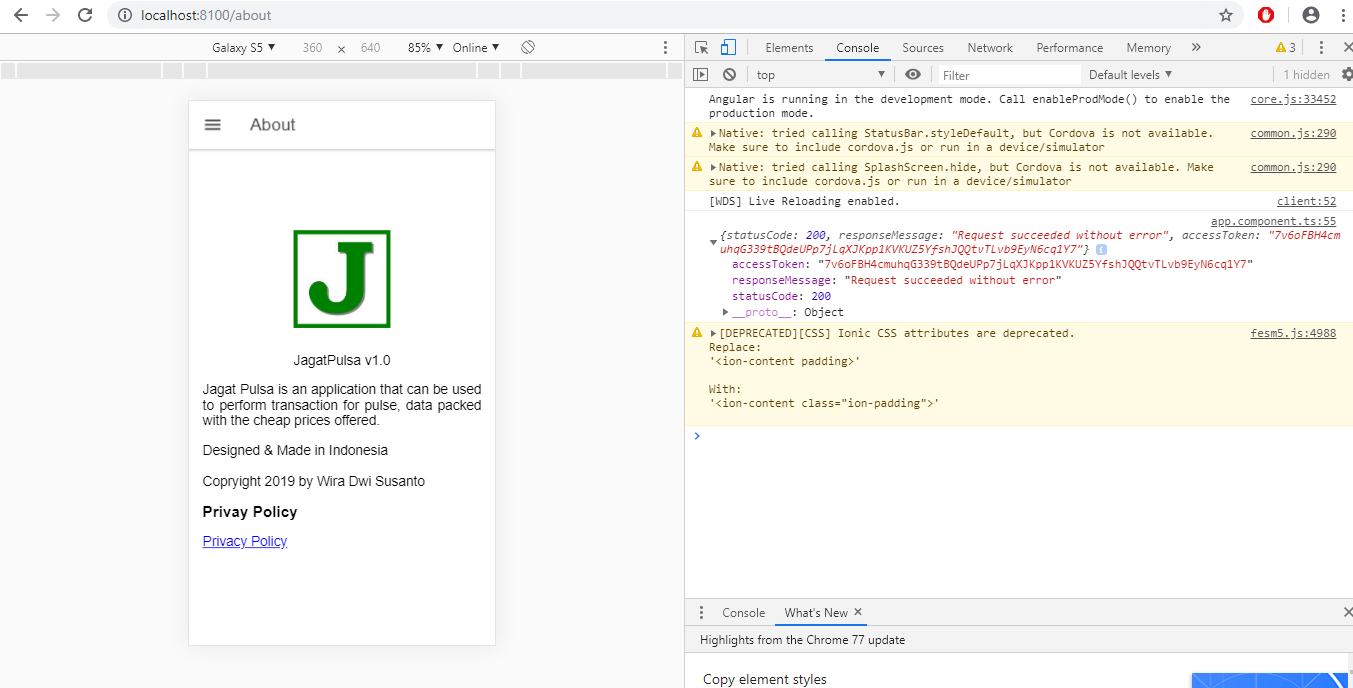 localhost:8100/about
Galaxy S5 ▼ 360 × 640 85% ▼ Online ▼
About
J
JagatPulsa v1.0
Jagat Pulsa is an application that can be used
to perform transaction for pulse, data packed
with the cheap prices offered.
Designed & Made in Indonesia
Copryight 2019 by Wira Dwi Susanto
Privay Policy
Privacy Policy
Elements Console Sources Network Performance Memory » 3
top ▼ Filter Default levels ▼ 1 hidden
Angular is running in the development mode. Call enableProdMode() to enable the core.js:33452
production mode.
Native: tried calling StatusBar.styleDefault, but Cordova is not available. common.js:290
Make sure to include cordova.js or run in a device/simulator
Native: tried calling SplashScreen.hide, but Cordova is not available. Make common.js:290
sure to include cordova.js or run in a device/simulator
[WDS] Live Reloading enabled. client:52
app.component.ts:55
{statusCode: 200, responseMessage: "Request succeeded without error", accessToken: "7v6oFBH4cm
uhqG339tBQdeUPp7jLqXJKpp1KVKUZ5YfshJQQtvTLvb9EyN6cq1Y7"}
accessToken: "7v6oFBH4cmuhqG339tBQdeUPp7jLqXJKpp1KVKUZ5YfshJQQtvTLvb9EyN6cq1Y7"
responseMessage: "Request succeeded without error"
statusCode: 200
__proto__: Object
[DEPRECATED][CSS] Ionic CSS attributes are deprecated. fesm5.js:4988
Replace:
'<ion-content padding>'
With:
'<ion-content class="ion-padding">'
Console What's New ×
Highlights from the Chrome 77 update
Copy element styles